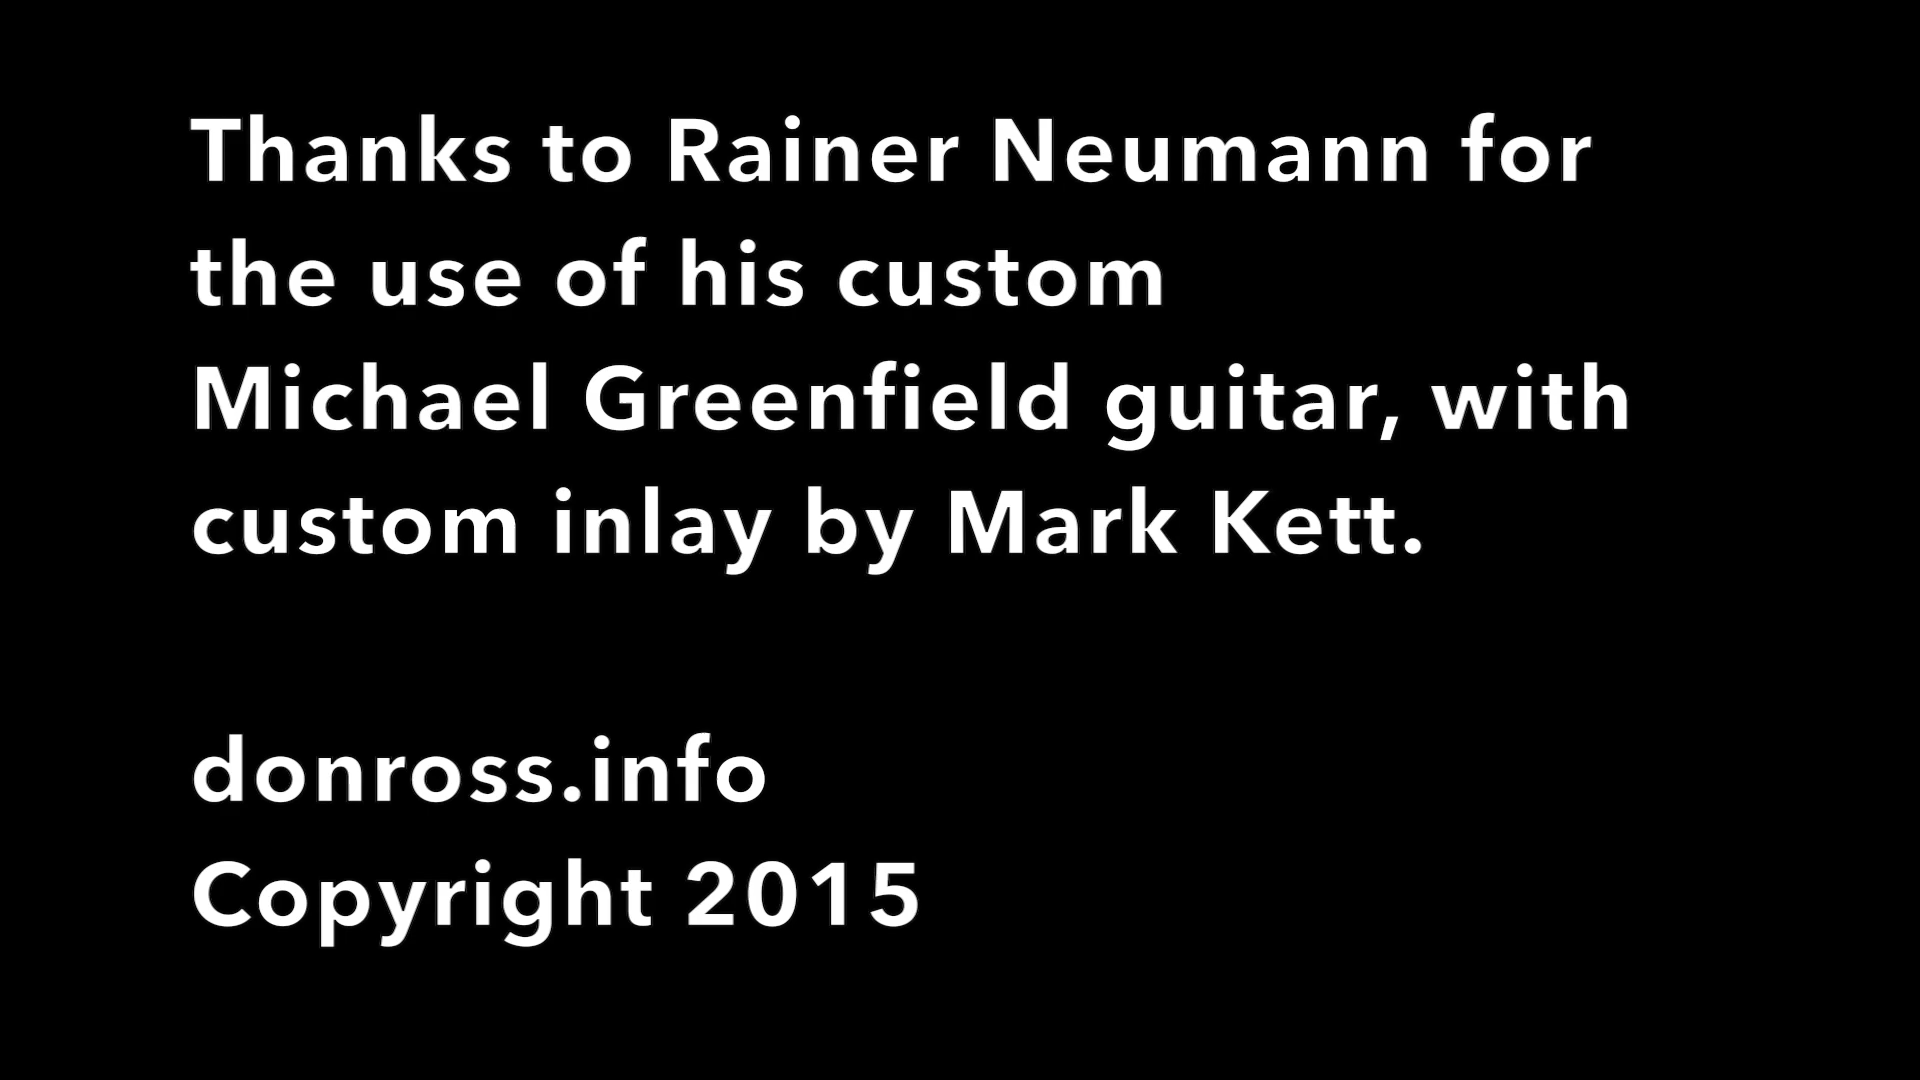 Thanks to Rainer Neumann for
the use of his custom
Michael Greenfield guitar, with
custom inlay by Mark Kett.
donross.info
Copyright 2015